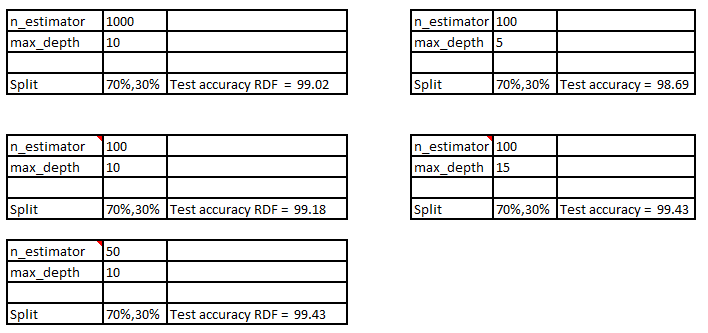 n_estimator 1000
max_depth 10
Split 70%,30% Test accuracy RDF = 99.02
n_estimator 100
max_depth 5
Split 70%,30% Test accuracy = 98.69
n_estimator 100
max_depth 10
Split 70%,30% Test accuracy RDF = 99.18
n_estimator 100
max_depth 15
Split 70%,30% Test accuracy = 99.43
n_estimator 50
max_depth 10
Split 70%,30% Test accuracy RDF = 99.43